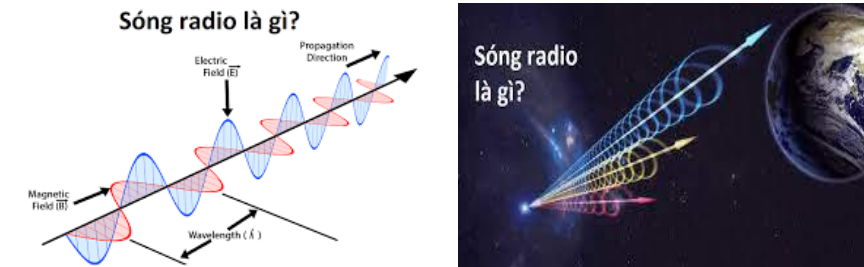 Sóng radio là gì?
Electric
Field (E)
Propagation
Direction
Magnetic
Field (B)
Wavelength ( λ )
Sóng radio
là gì?